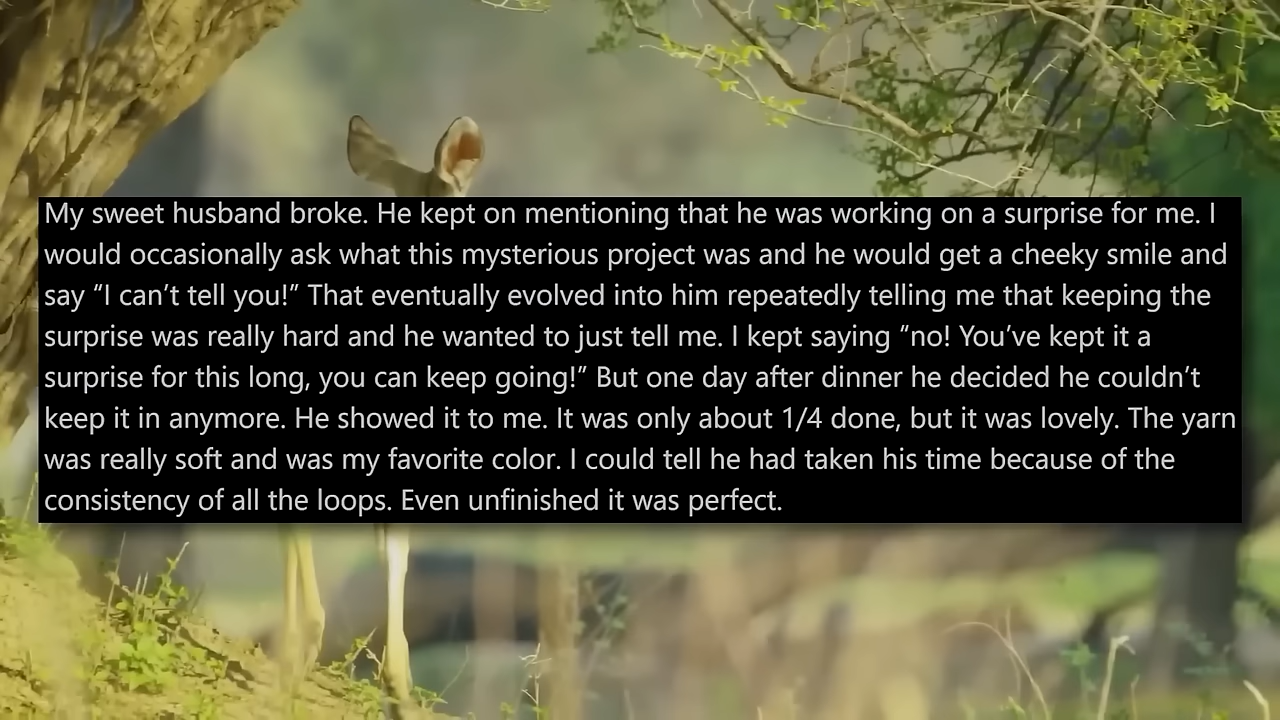 My sweet husband broke. He kept on mentioning that he was working on a surprise for me. I
would occasionally ask what this mysterious project was and he would get a cheeky smile and
say “I can’t tell you!” That eventually evolved into him repeatedly telling me that keeping the
surprise was really hard and he wanted to just tell me. I kept saying “no! You’ve kept it a
surprise for this long, you can keep going!” But one day after dinner he decided he couldn’t
keep it in anymore. He showed it to me. It was only about 1/4 done, but it was lovely. The yarn
was really soft and was my favorite color. I could tell he had taken his time because of the
consistency of all the loops. Even unfinished it was perfect.